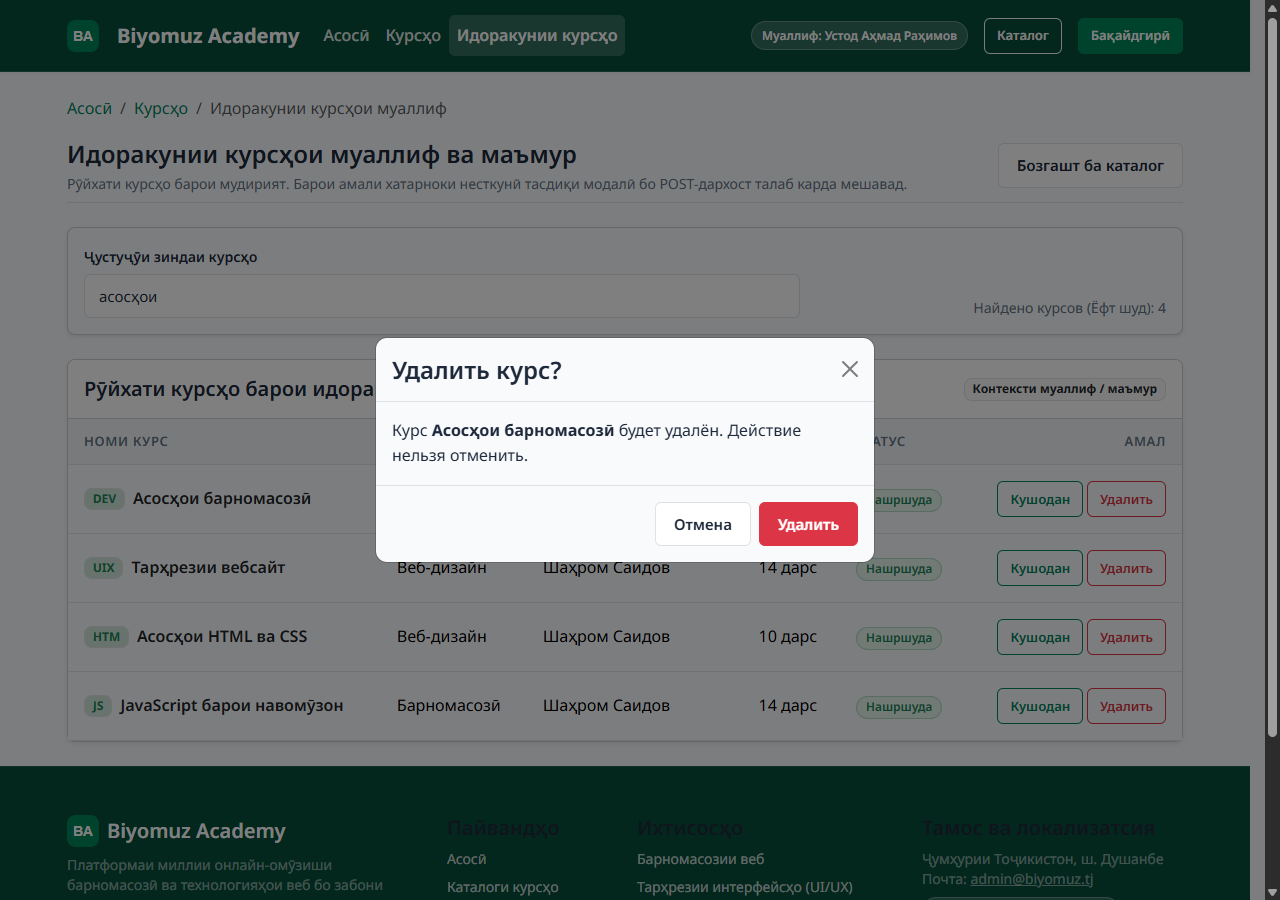 BA Biyomuz Academy Асосӣ Курсҳо Идоракунии курсҳо Муаллиф: Устод Аҳмад Раҳимов Каталог Бақайдгирӣ
Асосӣ / Курсҳо / Идоракунии курсҳои муаллиф
Идоракунии курсҳои муаллиф ва маъмур
Бозгашт ба каталог
Рӯйхати курсҳо барои мудирият. Барои амали хатарноки несткунӣ тасдиқи модалӣ бо POST-дархост талаб карда мешавад.
Ҷустуҷӯи зиндаи курсҳо
асосҳои
Найдено курсов (Ёфт шуд): 4
Удалить курс?
Курс Асосҳои барномасозӣ будет удалён. Действие
нельзя отменить.
Отмена Удалить
Рӯйхати курсҳо барои идора
Контексти муаллиф / маъмур
НОМИ КУРС АТУС АМАЛ
DEV Асосҳои барномасозӣ ашршуда Кушодан Удалить
UIX Тарҳрезии вебсайт Веб-дизайн Шаҳром Саидов 14 дарс Нашршуда Кушодан Удалить
HTM Асосҳои HTML ва CSS Веб-дизайн Шаҳром Саидов 10 дарс Нашршуда Кушодан Удалить
JS JavaScript барои навомӯзон Барномасозӣ Шаҳром Саидов 14 дарс Нашршуда Кушодан Удалить
BA Biyomuz Academy
Платформаи миллии онлайн-омӯзиши
барномасозӣ ва технологияҳои веб бо забони
Пайвандҳо
Асосӣ
Каталоги курсҳо
Ихтисосҳо
Барномасозии веб
Тарҳрезии интерфейсҳо (UI/UX)
Тамос ва локализатсия
Ҷумҳурии Тоҷикистон, ш. Душанбе
Почта: admin@biyomuz.tj